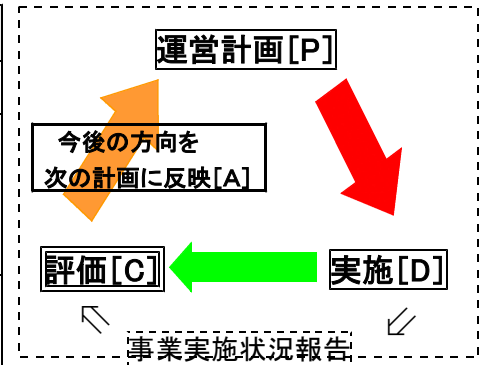 運営計画[P]
今後の方向を
次の計画に反映[A]
評価[C]
実施[D]
事業実施状況報告